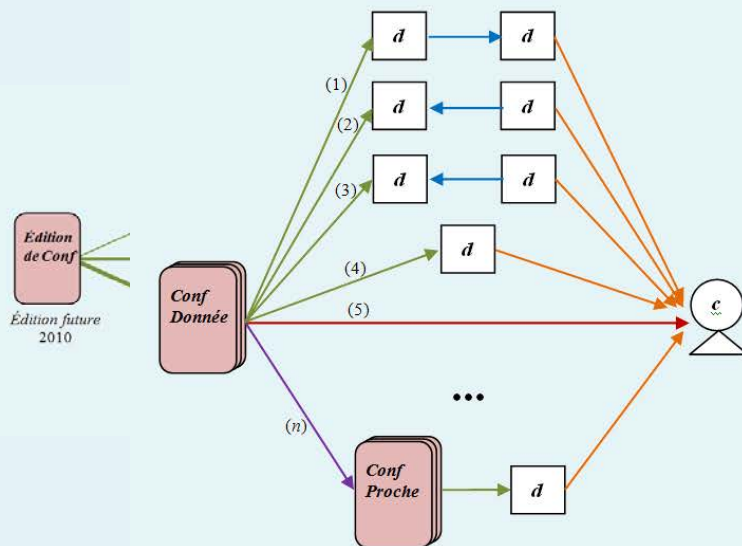 d d
(1)
d d
(2)
d d
(3)
Édition
de Conf
d
(4)
Conf
Donnée
c
(5)
Édition future
2010
...
(n)
Conf
Proche
d